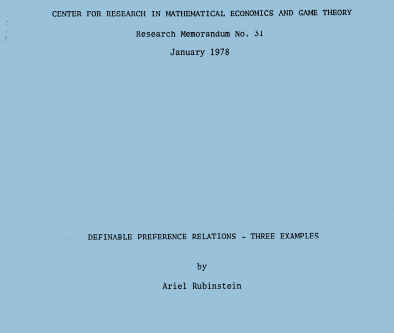 CENTER FOR RESEARCH IN MATHEMATICAL ECONOMICS AND GAME THEORY
Research Memorandum No. 31
January 1978
DEFINABLE PREFERENCE RELATIONS - THREE EXAMPLES
by
Ariel Rubinstein